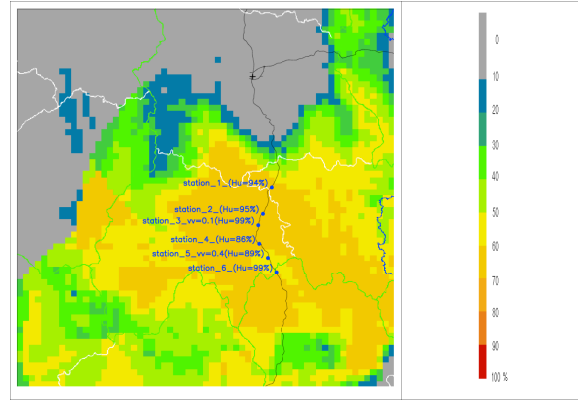 station_1_(Hu=94%)
station_2_(Hu=95%)
station_3_vv=0.1(Hu=99%)
station_4_(Hu=86%)
station_5_vv=0.4(Hu=89%)
station_6_(Hu=99%)
0
10
20
30
40
50
60
70
80
90
100 %